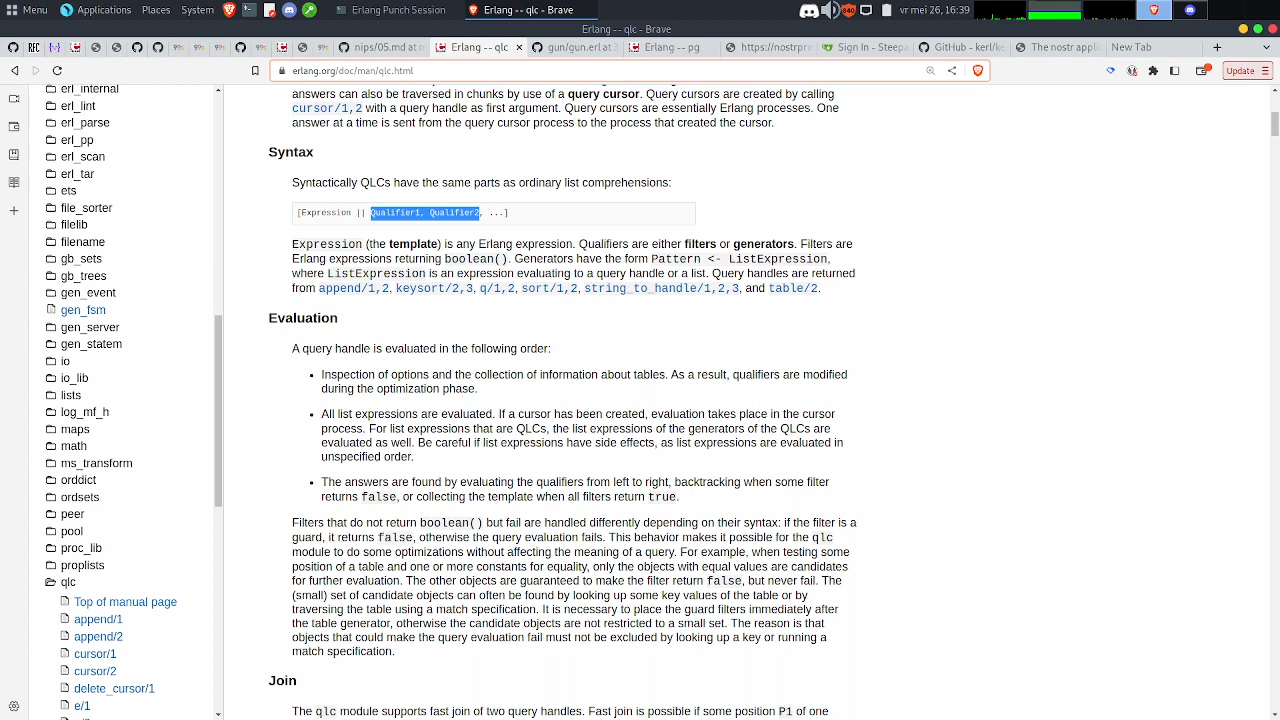 Menu Applications Places System Erlang Punch Session Erlang -- qlc - Brave 840 vr mei 26, 16:39
Erlang -- qlc - Brave
nips/05.md at m Erlang -- qlc gun/gun.erl at Erlang -- pg https://nostrpro Sign In - Steepa GitHub - kerl/ke The nostr applic New Tab
erlang.org/doc/man/qlc.html Update
erl_internal
erl_lint
erl_parse
erl_pp
erl_scan
erl_tar
ets
file_sorter
filelib
filename
gb_sets
gb_trees
gen_event
gen_fsm
gen_server
gen_statem
io
io_lib
lists
log_mf_h
maps
math
ms_transform
orddict
ordsets
peer
pool
proc_lib
proplists
qlc
Top of manual page
append/1
append/2
cursor/1
cursor/2
delete_cursor/1
e/1
answers can also be traversed in chunks by use of a query cursor. Query cursors are created by calling
cursor/1,2 with a query handle as first argument. Query cursors are essentially Erlang processes. One
answer at a time is sent from the query cursor process to the process that created the cursor.
Syntax
Syntactically QLCs have the same parts as ordinary list comprehensions:
[Expression || Qualifier1, Qualifier2, ...]
Expression (the template) is any Erlang expression. Qualifiers are either filters or generators. Filters are
Erlang expressions returning boolean(). Generators have the form Pattern <- ListExpression,
where ListExpression is an expression evaluating to a query handle or a list. Query handles are returned
from append/1,2, keysort/2,3, q/1,2, sort/1,2, string_to_handle/1,2,3, and table/2.
Evaluation
A query handle is evaluated in the following order:
• Inspection of options and the collection of information about tables. As a result, qualifiers are modified
during the optimization phase.
• All list expressions are evaluated. If a cursor has been created, evaluation takes place in the cursor
process. For list expressions that are QLCs, the list expressions of the generators of the QLCs are
evaluated as well. Be careful if list expressions have side effects, as list expressions are evaluated in
unspecified order.
• The answers are found by evaluating the qualifiers from left to right, backtracking when some filter
returns false, or collecting the template when all filters return true.
Filters that do not return boolean() but fail are handled differently depending on their syntax: if the filter is a
guard, it returns false, otherwise the query evaluation fails. This behavior makes it possible for the qlc
module to do some optimizations without affecting the meaning of a query. For example, when testing some
position of a table and one or more constants for equality, only the objects with equal values are candidates
for further evaluation. The other objects are guaranteed to make the filter return false, but never fail. The
(small) set of candidate objects can often be found by looking up some key values of the table or by
traversing the table using a match specification. It is necessary to place the guard filters immediately after
the table generator, otherwise the candidate objects are not restricted to a small set. The reason is that
objects that could make the query evaluation fail must not be excluded by looking up a key or running a
match specification.
Join
The qlc module supports fast join of two query handles. Fast join is possible if some position P1 of one